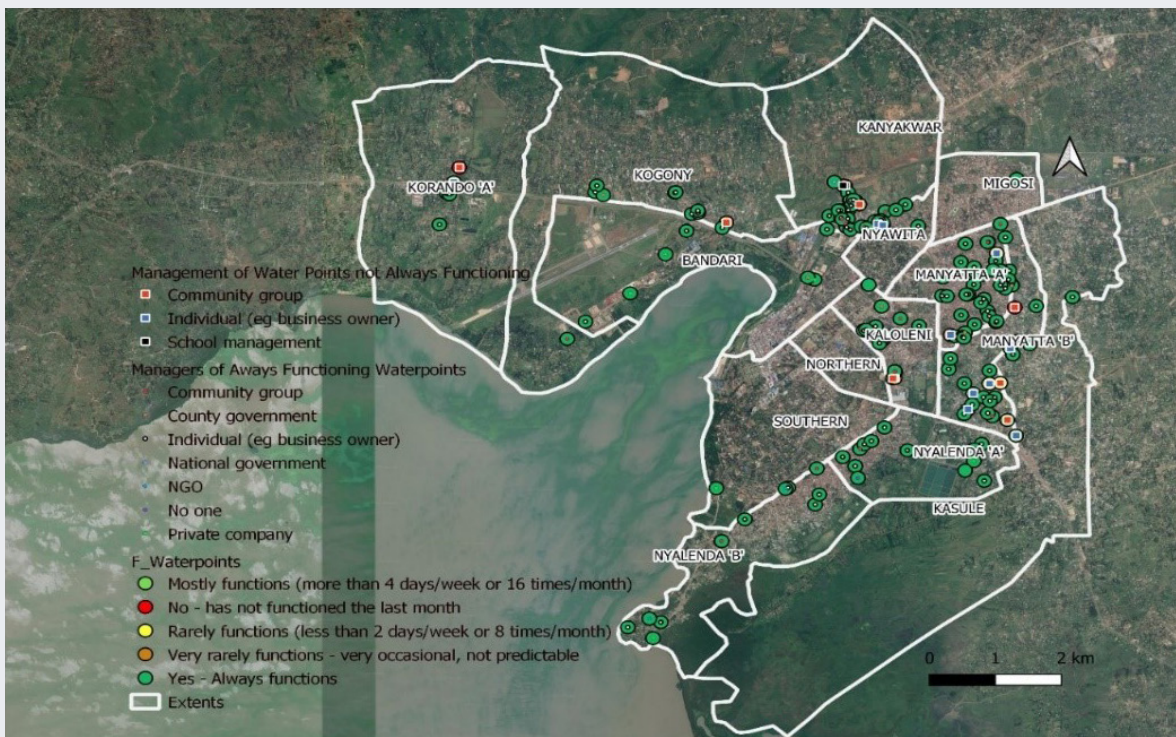 KANYAKWAR
KOGONY
MIGOSI
KORANDO 'A'
NYAWITA
BANDARI
MANYATTA 'A'
Management of Water Points not Always Functioning
Community group
Individual (eg business owner)
School management
KALOLENI
MANYATTA 'B'
Managers of Aways Functioning Waterpoints
NORTHERN
Community group
County government
Individual (eg business owner)
SOUTHERN
NYALENDA 'A'
National government
NGO
No one
KASULE
Private company
F_Waterpoints
NYALENDA 'B'
Mostly functions (more than 4 days/week or 16 times/month)
No - has not functioned the last month
Rarely functions (less than 2 days/week or 8 times/month)
Very rarely functions - very occasional, not predictable
0 1 2 km
Yes - Always functions
Extents